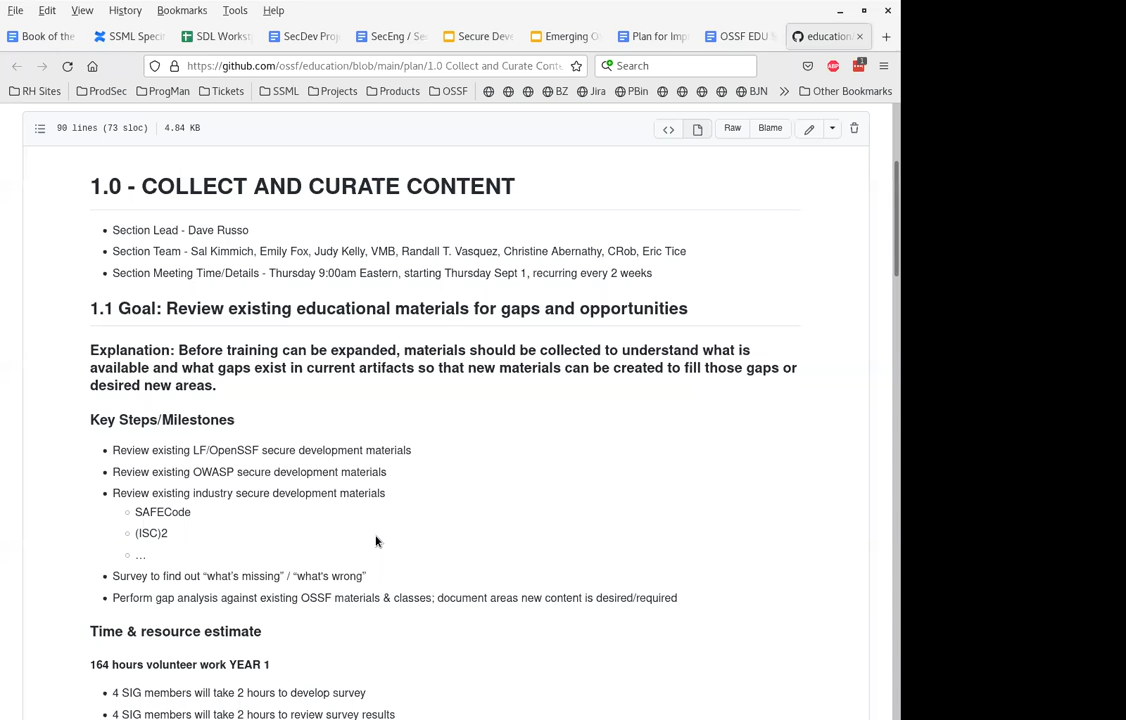 File Edit View History Bookmarks Tools Help
Book of the SSML Speci SDL Works SecDev Proj SecEng / Sec Secure Deve Emerging O Plan for Imp OSSF EDU education
https://github.com/ossf/education/blob/main/plan/1.0 Collect and Curate Conte Search
RH Sites ProdSec ProgMan Tickets SSML Projects Products OSSF BZ Jira PBin BJN Other Bookmarks
90 lines (73 sloc) 4.84 KB Raw Blame
1.0 - COLLECT AND CURATE CONTENT
Section Lead - Dave Russo
Section Team - Sal Kimmich, Emily Fox, Judy Kelly, VMB, Randall T. Vasquez, Christine Abernathy, CRob, Eric Tice
Section Meeting Time/Details - Thursday 9:00am Eastern, starting Thursday Sept 1, recurring every 2 weeks
1.1 Goal: Review existing educational materials for gaps and opportunities
Explanation: Before training can be expanded, materials should be collected to understand what is
available and what gaps exist in current artifacts so that new materials can be created to fill those gaps or
desired new areas.
Key Steps/Milestones
Review existing LF/OpenSSF secure development materials
Review existing OWASP secure development materials
Review existing industry secure development materials
SAFECode
(ISC)2
...
Survey to find out “what’s missing” / “what's wrong”
Perform gap analysis against existing OSSF materials & classes; document areas new content is desired/required
Time & resource estimate
164 hours volunteer work YEAR 1
4 SIG members will take 2 hours to develop survey
4 SIG members will take 2 hours to review survey results